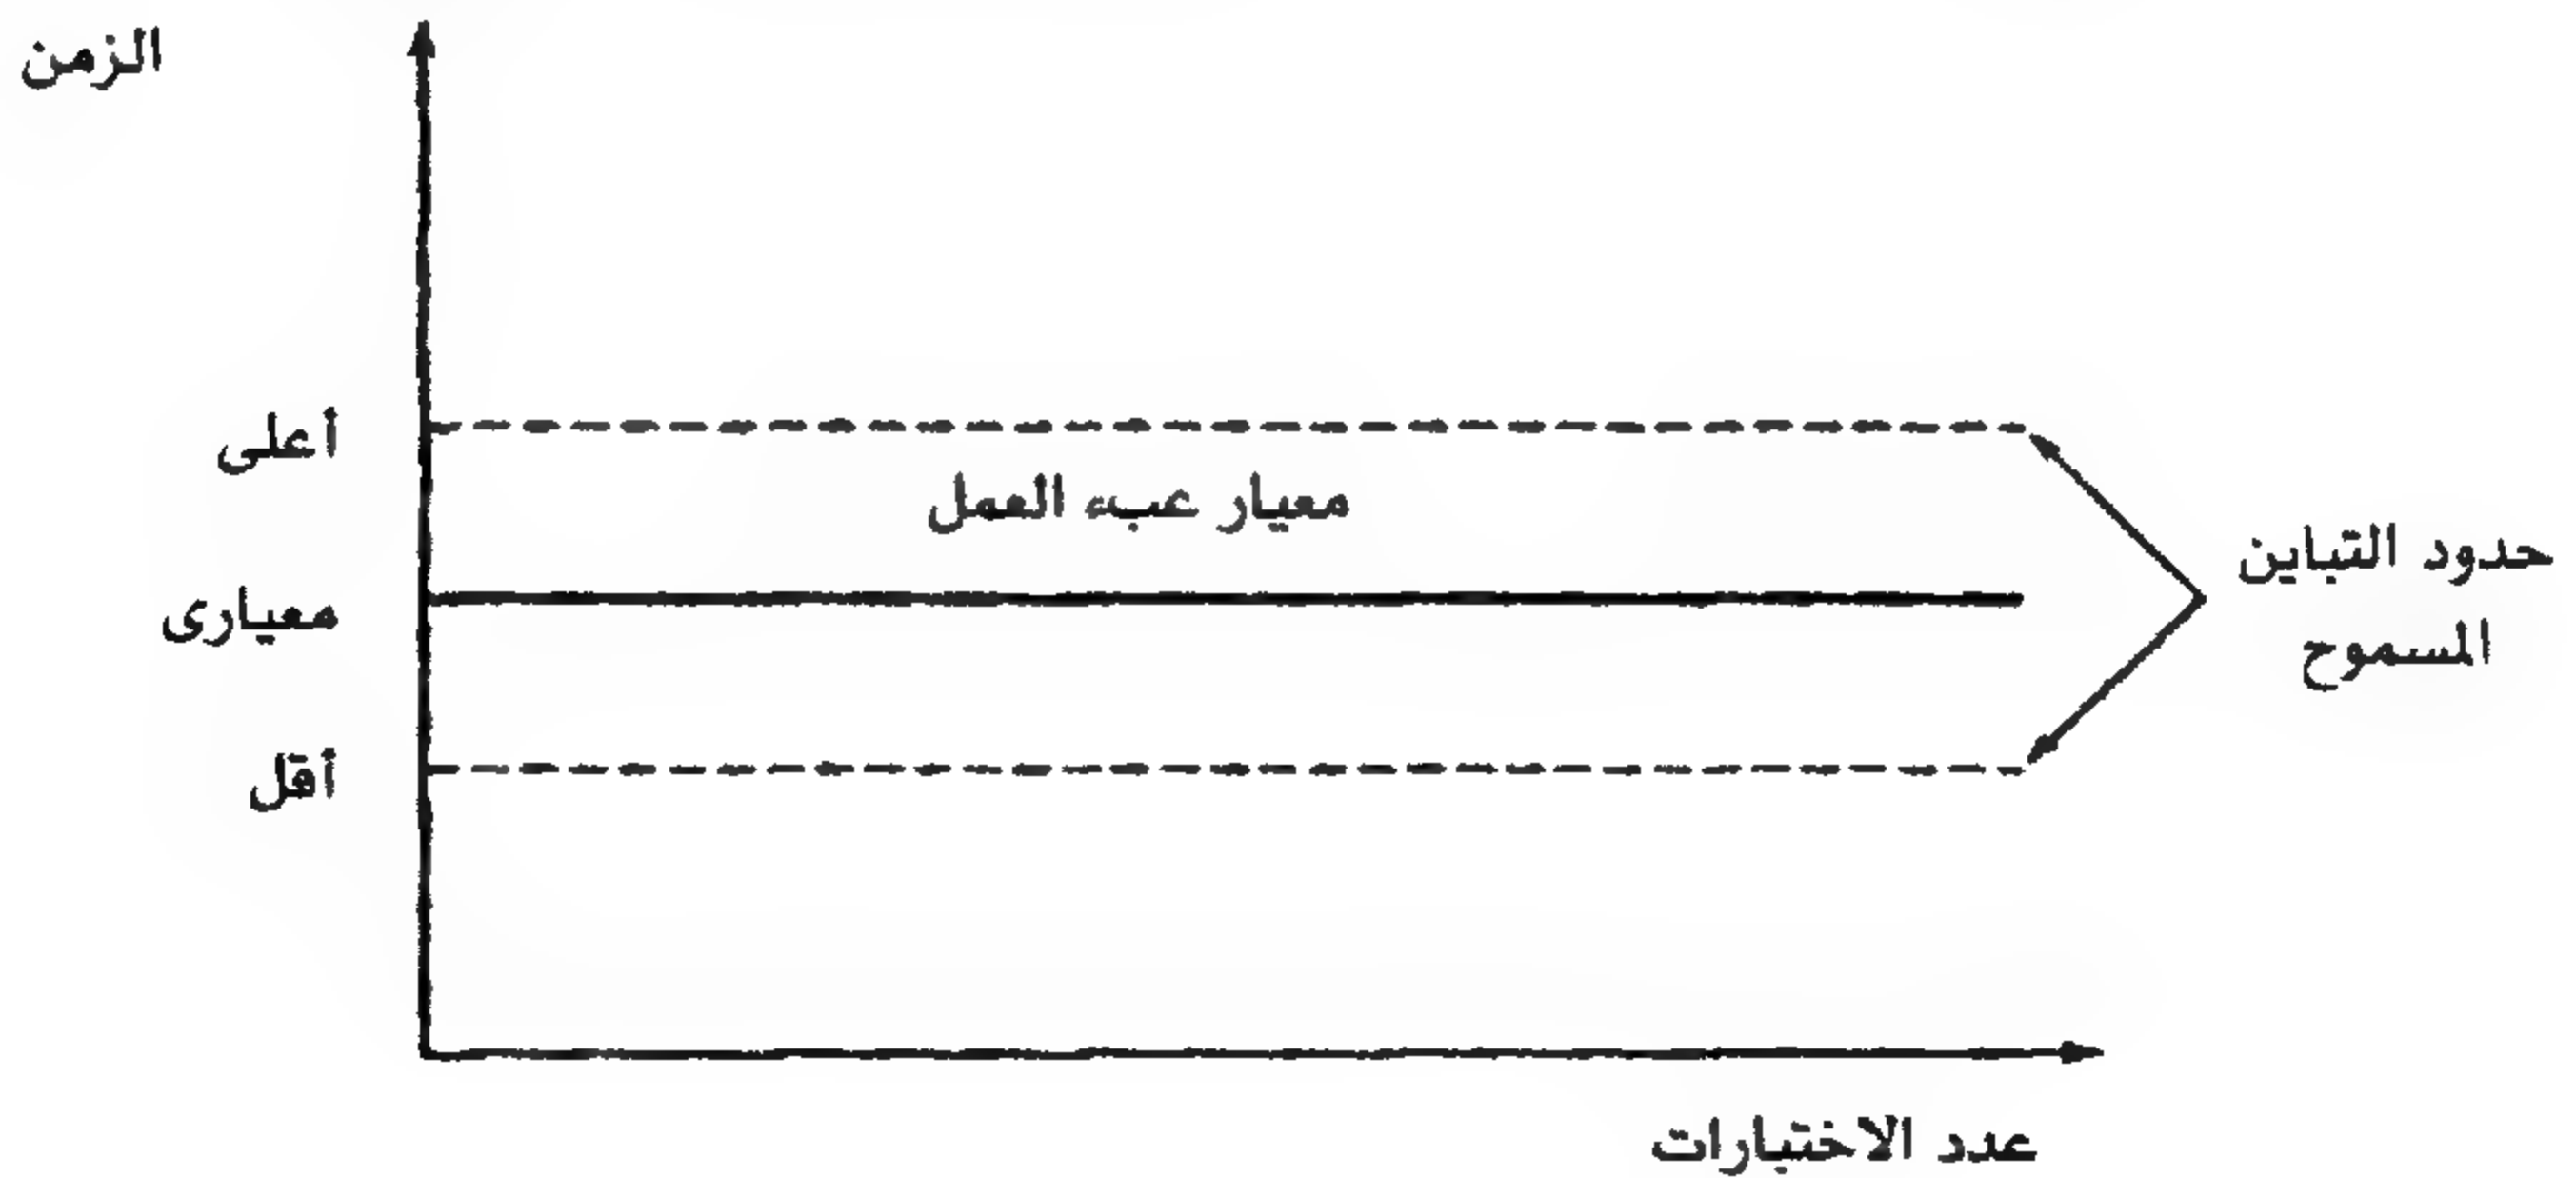 الزمن
أعلى
معيار عبء العمل
حدود التباين
المسموح
معيارى
أقل
عدد الاختبارات